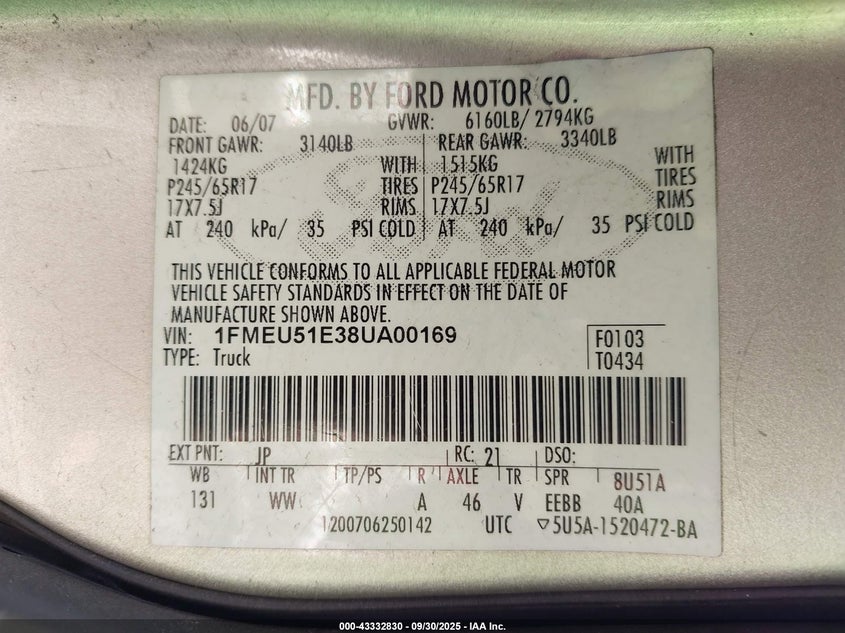 MFD. BY FORD MOTOR CO.
DATE: 06/07 GVWR: 6160LB/ 2794KG
FRONT GAWR: 3140LB REAR GAWR: 3340LB
1424KG WITH 1515KG WITH
P245/65R17 TIRES P245/65R17 TIRES
17X7.5J RIMS 17X7.5J RIMS
AT 240 kPa/ 35 PSI COLD AT 240 kPa/ 35 PSI COLD
THIS VEHICLE CONFORMS TO ALL APPLICABLE FEDERAL MOTOR
VEHICLE SAFETY STANDARDS IN EFFECT ON THE DATE OF
MANUFACTURE SHOWN ABOVE.
VIN: 1FMEU51E38UA00169 F0103
TYPE: Truck T0434
EXT PNT: JP RC: 21 DSO:
WB INT TR TP/PS R AXLE TR SPR 8U51A
131 WW A 46 V EEBB 40A
1200706250142 UTC ▽5U5A-1520472-BA
000-43332830 - 09/30/2025 - IAA Inc.